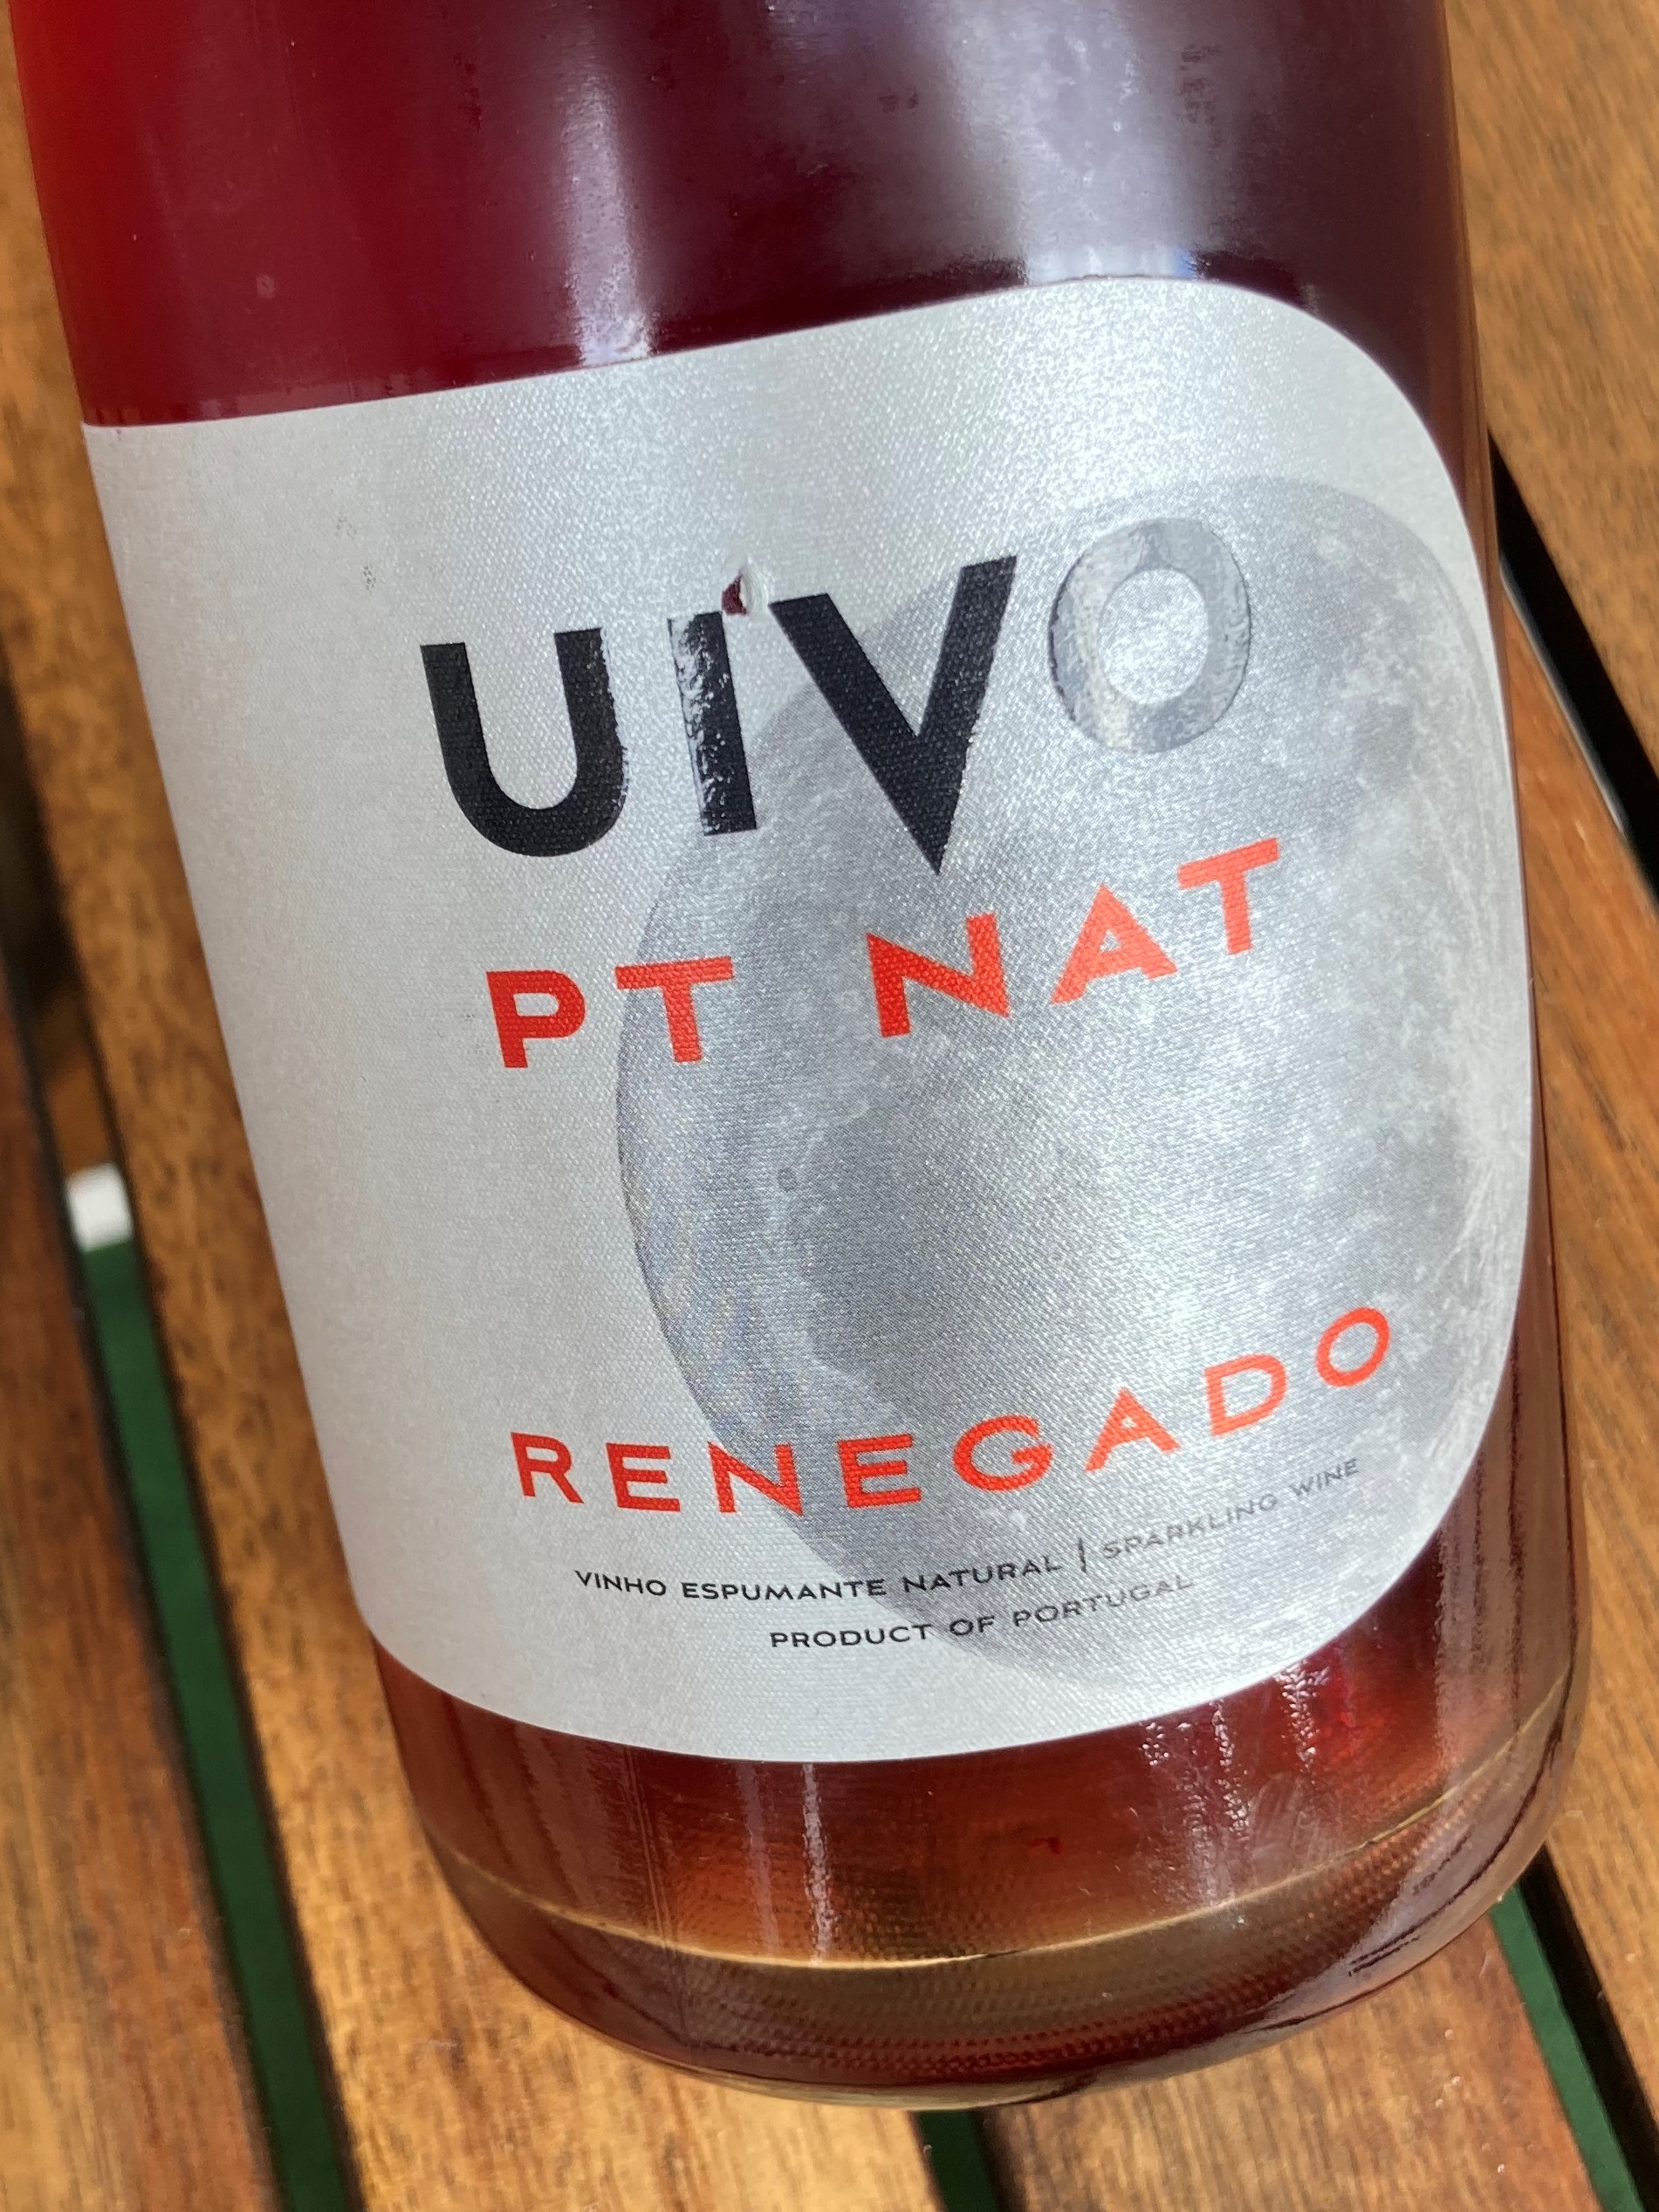 UIVO
PT NAT
RENEGADO
VINHO ESPUMANTE NATURAL | SPARKLING WINE
PRODUCT OF PORTUGAL